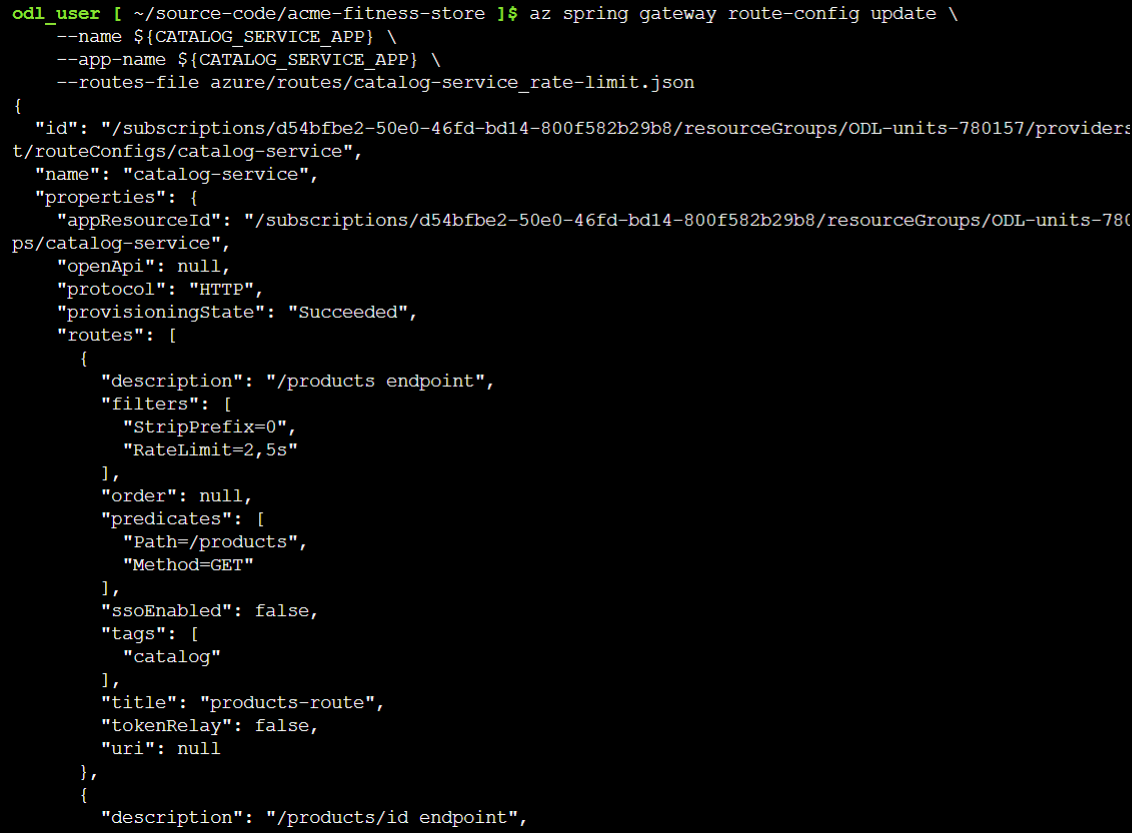 odl_user [ ~/source-code/acme-fitness-store ]$ az spring gateway route-config update \
    --name ${CATALOG_SERVICE_APP} \
    --app-name ${CATALOG_SERVICE_APP} \
    --routes-file azure/routes/catalog-service_rate-limit.json
{
  "id": "/subscriptions/d54bfbe2-50e0-46fd-bd14-800f582b29b8/resourceGroups/ODL-units-780157/providers
t/routeConfigs/catalog-service",
  "name": "catalog-service",
  "properties": {
    "appResourceId": "/subscriptions/d54bfbe2-50e0-46fd-bd14-800f582b29b8/resourceGroups/ODL-units-780
ps/catalog-service",
    "openApi": null,
    "protocol": "HTTP",
    "provisioningState": "Succeeded",
    "routes": [
      {
        "description": "/products endpoint",
        "filters": [
          "StripPrefix=0",
          "RateLimit=2,5s"
        ],
        "order": null,
        "predicates": [
          "Path=/products",
          "Method=GET"
        ],
        "ssoEnabled": false,
        "tags": [
          "catalog"
        ],
        "title": "products-route",
        "tokenRelay": false,
        "uri": null
      },
      {
        "description": "/products/id endpoint",